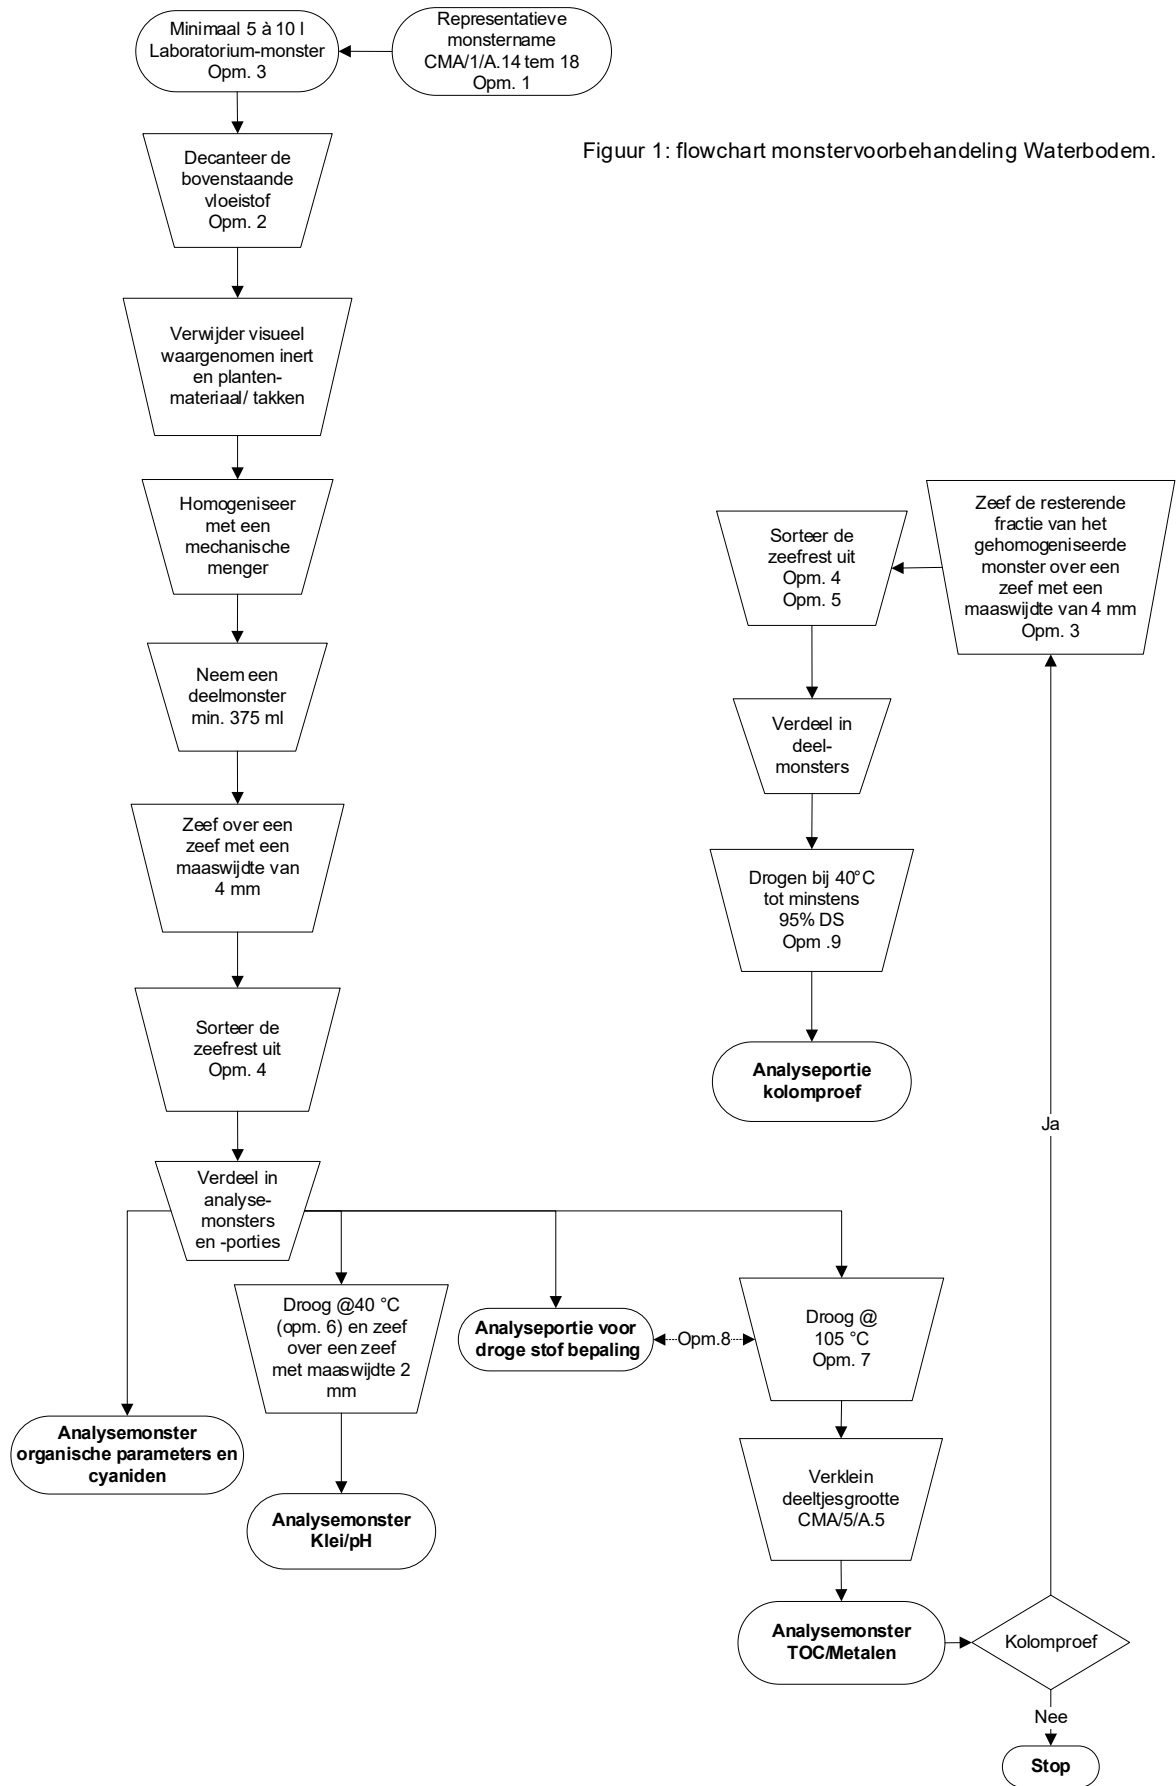 Minimaal 5 à 10 l
Laboratorium-monster
Opm. 3
Representatieve
monstername
CMA/1/A.14 tem 18
Opm. 1
Figuur 1: flowchart monstervoorbehandeling Waterbodem.
Decanteer de
bovenstaande
vloeistof
Opm. 2
Verwijder visueel
waargenomen inert
en planten-
materiaal/ takken
Homogeniseer
met een
mechanische
menger
Neem een
deelmonster
min. 375 ml
Zeef over een
zeef met een
maaswijdte van
4 mm
Sorteer de
zeefrest uit
Opm. 4
Verdeel in
analyse-
monsters
en -porties
Analysemonster
organische parameters en
cyaniden
Droog @40 °C
(opm. 6) en zeef
over een zeef
met maaswijdte 2
mm
Analysemonster
Klei/pH
Analyseportie voor
droge stof bepaling
Opm.8
Droog @
105 °C
Opm. 7
Verklein
deeltjesgrootte
CMA/5/A.5
Analysemonster
TOC/Metalen
Kolomproef
Nee
Stop
Ja
Zeef de resterende
fractie van het
gehomogeniseerde
monster over een
zeef met een
maaswijdte van 4 mm
Opm. 3
Sorteer de
zeefrest uit
Opm. 4
Opm. 5
Verdeel in
deel-
monsters
Drogen bij 40°C
tot minstens
95% DS
Opm .9
Analyseportie
kolomproef